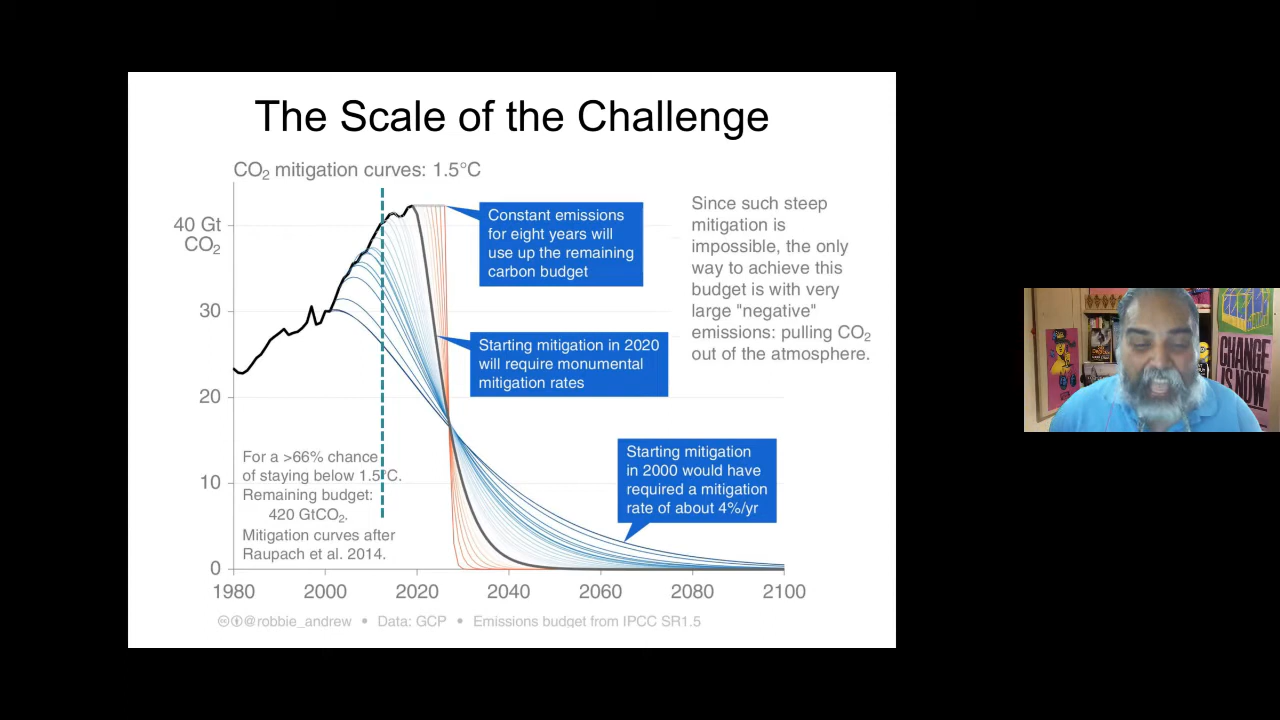 The Scale of the Challenge
CO₂ mitigation curves: 1.5°C
40 Gt
CO₂
30
20
10
0
1980
2000
2020
2040
2060
2080
2100
Constant emissions
for eight years will
use up the remaining
carbon budget
Since such steep
mitigation is
impossible, the only
way to achieve this
budget is with very
large "negative"
emissions: pulling CO₂
out of the atmosphere.
Starting mitigation in 2020
will require monumental
mitigation rates
Starting mitigation
in 2000 would have
required a mitigation
rate of about 4%/yr
For a >66% chance
of staying below 1.5°C.
Remaining budget:
420 GtCO₂.
Mitigation curves after
Raupach et al. 2014.
@robbie_andrew • Data: GCP • Emissions budget from IPCC SR1.5
CHANGE
IS NOW